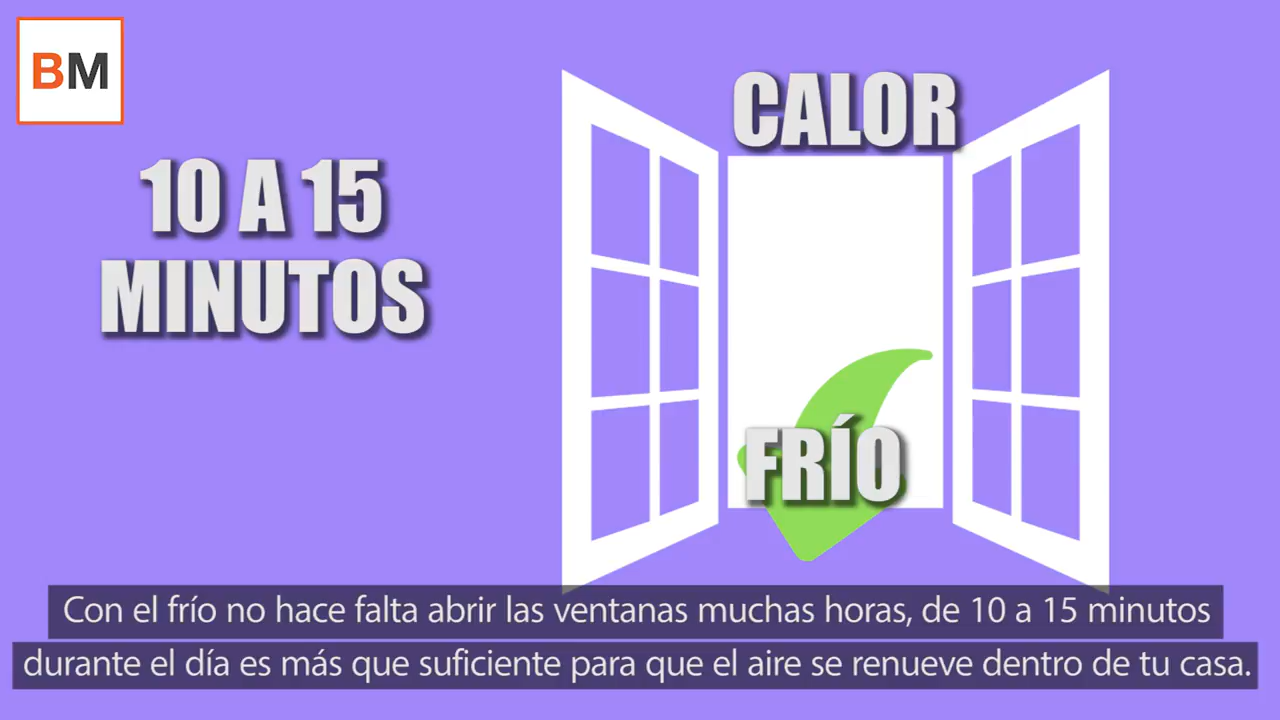 BM
10 A 15
MINUTOS
CALOR
FRÍO
Con el frío no hace falta abrir las ventanas muchas horas, de 10 a 15 minutos
durante el día es más que suficiente para que el aire se renueve dentro de tu casa.